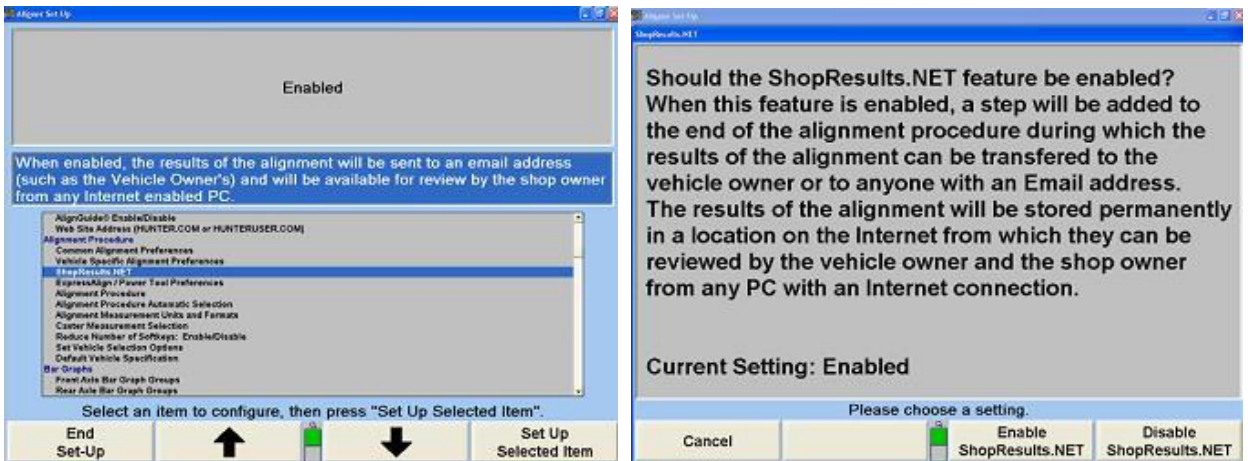 Aligner Set Up
Enabled
When enabled, the results of the alignment will be sent to an email address
(such as the Vehicle Owner's) and will be available for review by the shop owner
from any Internet enabled PC.
AlignGuide® Enable/Disable
Web Site Address (HUNTER.COM or HUNTERUSER.COM)
Alignment Procedure
Common Alignment Preferences
Vehicle Specific Alignment Preferences
ShopResults.NET
ExpressAlign / Power Tool Preferences
Alignment Procedure
Alignment Procedure Automatic Selection
Alignment Measurement Units and Formats
Caster Measurement Selection
Reduce Number of Softkeys: Enable/Disable
Set Vehicle Selection Options
Default Vehicle Specification
Bar Graphs
Front Axle Bar Graph Groups
Rear Axle Bar Graph Groups
Select an item to configure, then press "Set Up Selected Item".
End
Set-Up
Set Up
Selected Item
Aligner Set Up
ShopResults.NET
Should the ShopResults.NET feature be enabled?
When this feature is enabled, a step will be added to
the end of the alignment procedure during which the
results of the alignment can be transfered to the
vehicle owner or to anyone with an Email address.
The results of the alignment will be stored permanently
in a location on the Internet from which they can be
reviewed by the vehicle owner and the shop owner
from any PC with an Internet connection.
Current Setting: Enabled
Please choose a setting.
Cancel
Enable
ShopResults.NET
Disable
ShopResults.NET